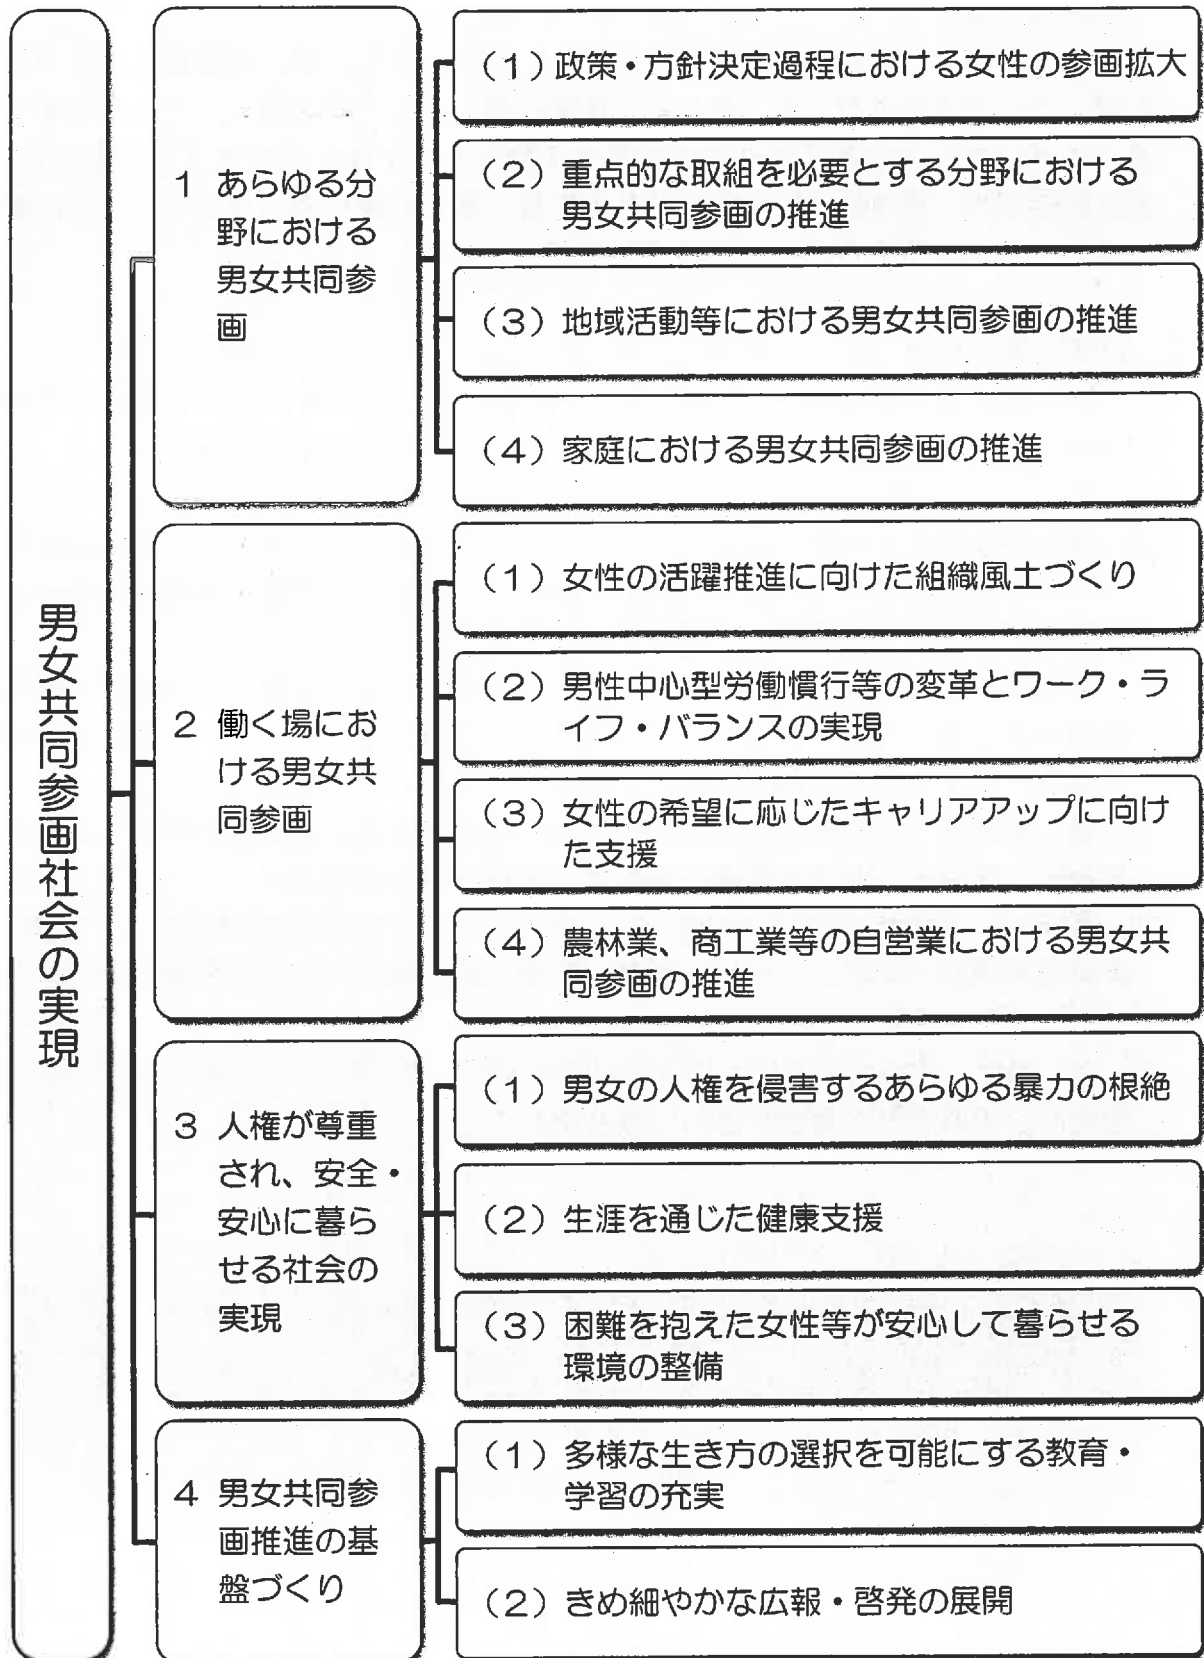 男女共同参画社会の実現
1 あらゆる分
野における
男女共同参
画
(1)政策・方針決定過程における女性の参画拡大
(2)重点的な取組を必要とする分野における
男女共同参画の推進
(3)地域活動等における男女共同参画の推進
(4)家庭における男女共同参画の推進
2 働く場にお
ける男女共
同参画
(1)女性の活躍推進に向けた組織風土づくり
(2)男性中心型労働慣行等の変革とワーク・ラ
イフ・バランスの実現
(3)女性の希望に応じたキャリアアップに向け
た支援
(4)農林業、商工業等の自営業における男女共
同参画の推進
3 人権が尊重
され、安全・
安心に暮ら
せる社会の
実現
(1)男女の人権を侵害するあらゆる暴力の根絶
(2)生涯を通じた健康支援
(3)困難を抱えた女性等が安心して暮らせる
環境の整備
4 男女共同参
画推進の基
盤づくり
(1)多様な生き方の選択を可能にする教育・
学習の充実
(2)きめ細やかな広報・啓発の展開